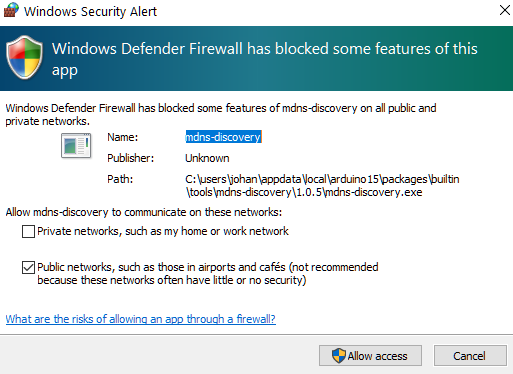 Windows Security Alert
Windows Defender Firewall has blocked some features of this
app
Windows Defender Firewall has blocked some features of mdns-discovery on all public and
private networks.
Name: mdns-discovery
Publisher: Unknown
Path: C:\users\johan\appdata\local\arduino15\packages\builtin
\tools\mdns-discovery\1.0.5\mdns-discovery.exe
Allow mdns-discovery to communicate on these networks:
Private networks, such as my home or work network
Public networks, such as those in airports and cafés (not recommended
because these networks often have little or no security)
What are the risks of allowing an app through a firewall?
Allow access Cancel